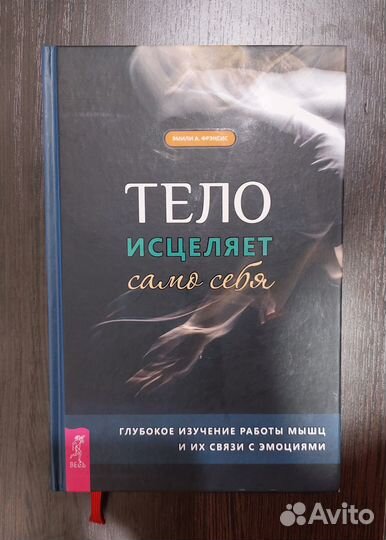 ЭМИЛИ А. ФРЭНСИС
ТЕЛО
ИСЦЕЛЯЕТ
само себя
ГЛУБОКОЕ ИЗУЧЕНИЕ РАБОТЫ МЫШЦ
И ИХ СВЯЗИ С ЭМОЦИЯМИ
ВЕСЬ
Avito